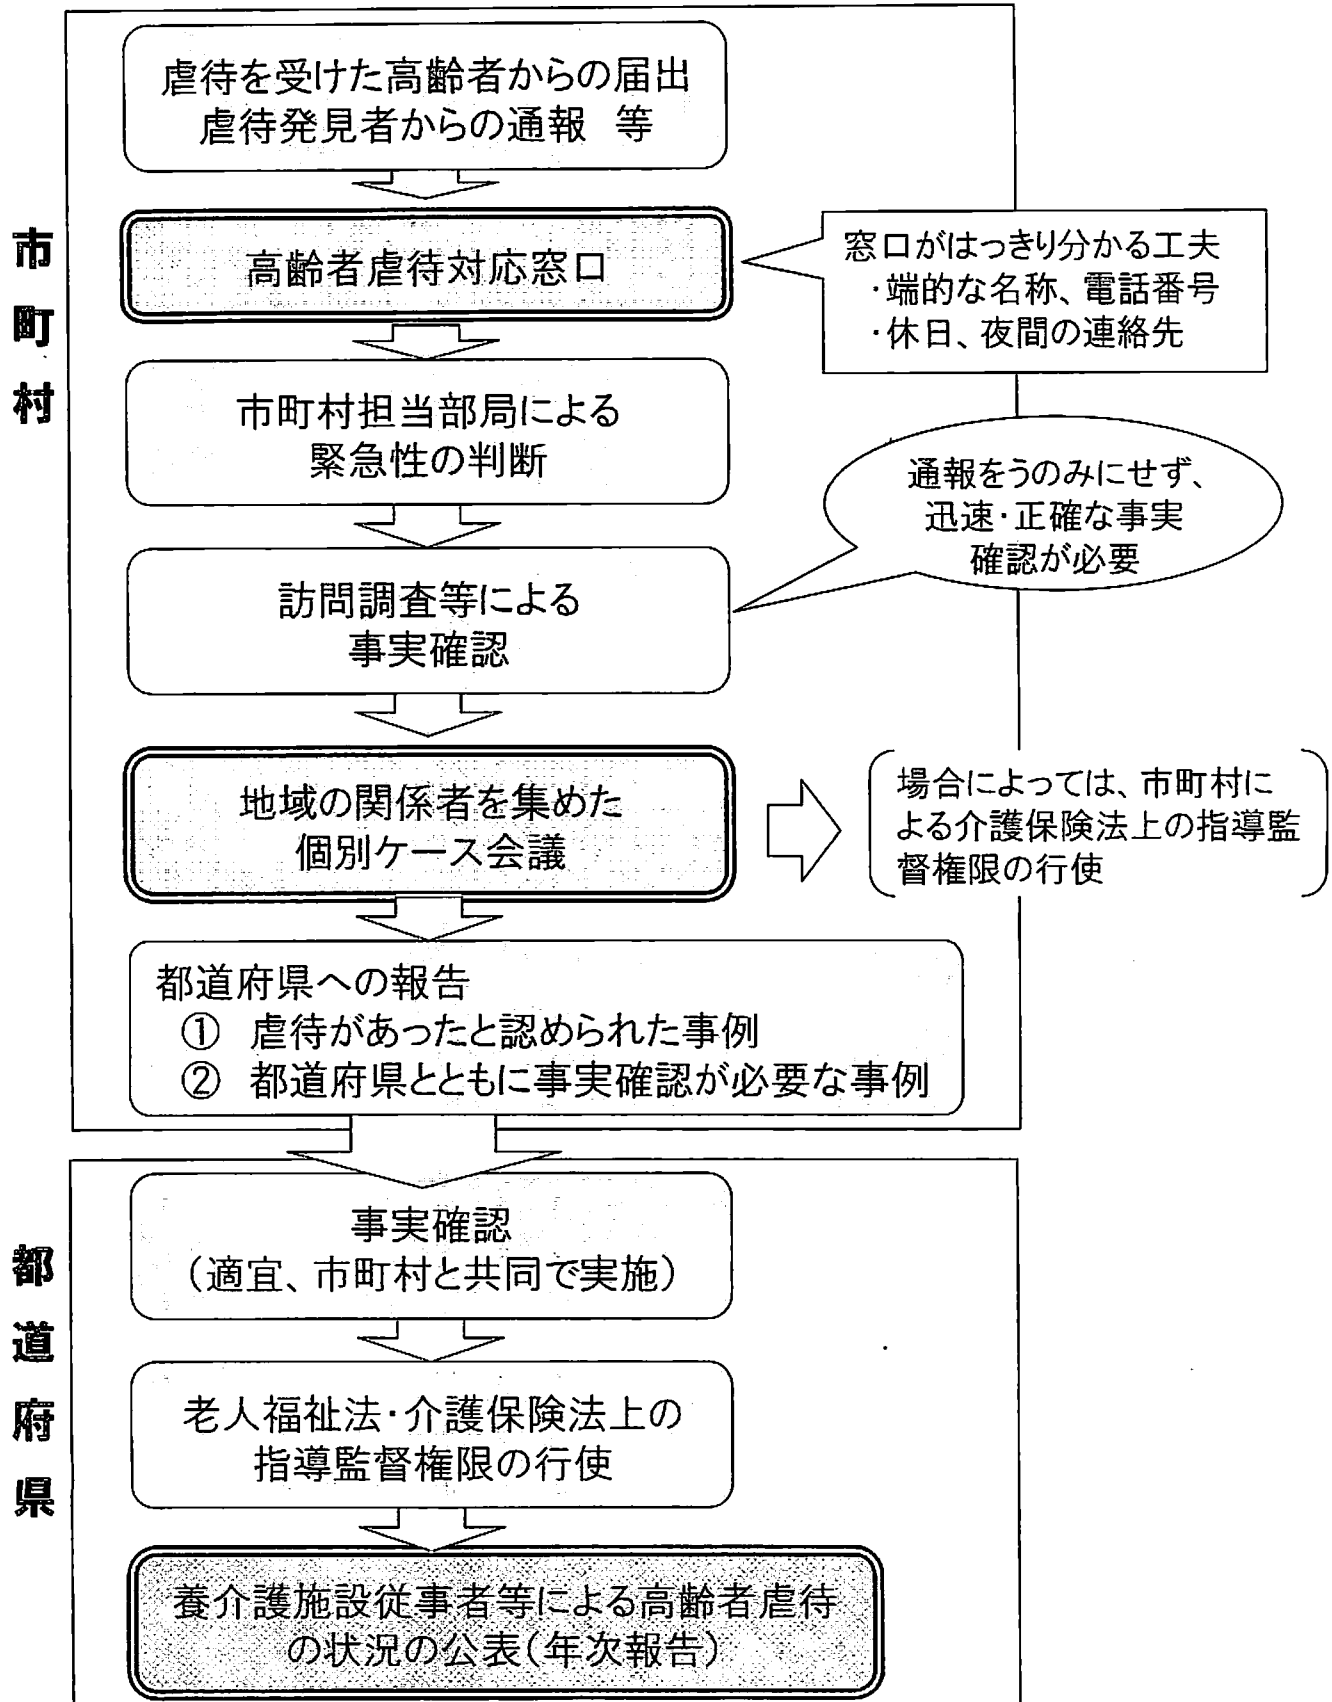 市町村
虐待を受けた高齢者からの届出
虐待発見者からの通報 等
高齢者虐待対応窓口
窓口がはっきり分かる工夫
・端的な名称、電話番号
・休日、夜間の連絡先
市町村担当部局による
緊急性の判断
通報をうのみにせず、
迅速・正確な事実
確認が必要
訪問調査等による
事実確認
地域の関係者を集めた
個別ケース会議
場合によっては、市町村に
よる介護保険法上の指導監
督権限の行使
都道府県への報告
① 虐待があったと認められた事例
② 都道府県とともに事実確認が必要な事例
都道府県
事実確認
（適宜、市町村と共同で実施）
老人福祉法・介護保険法上の
指導監督権限の行使
養介護施設従事者等による高齢者虐待
の状況の公表（年次報告）